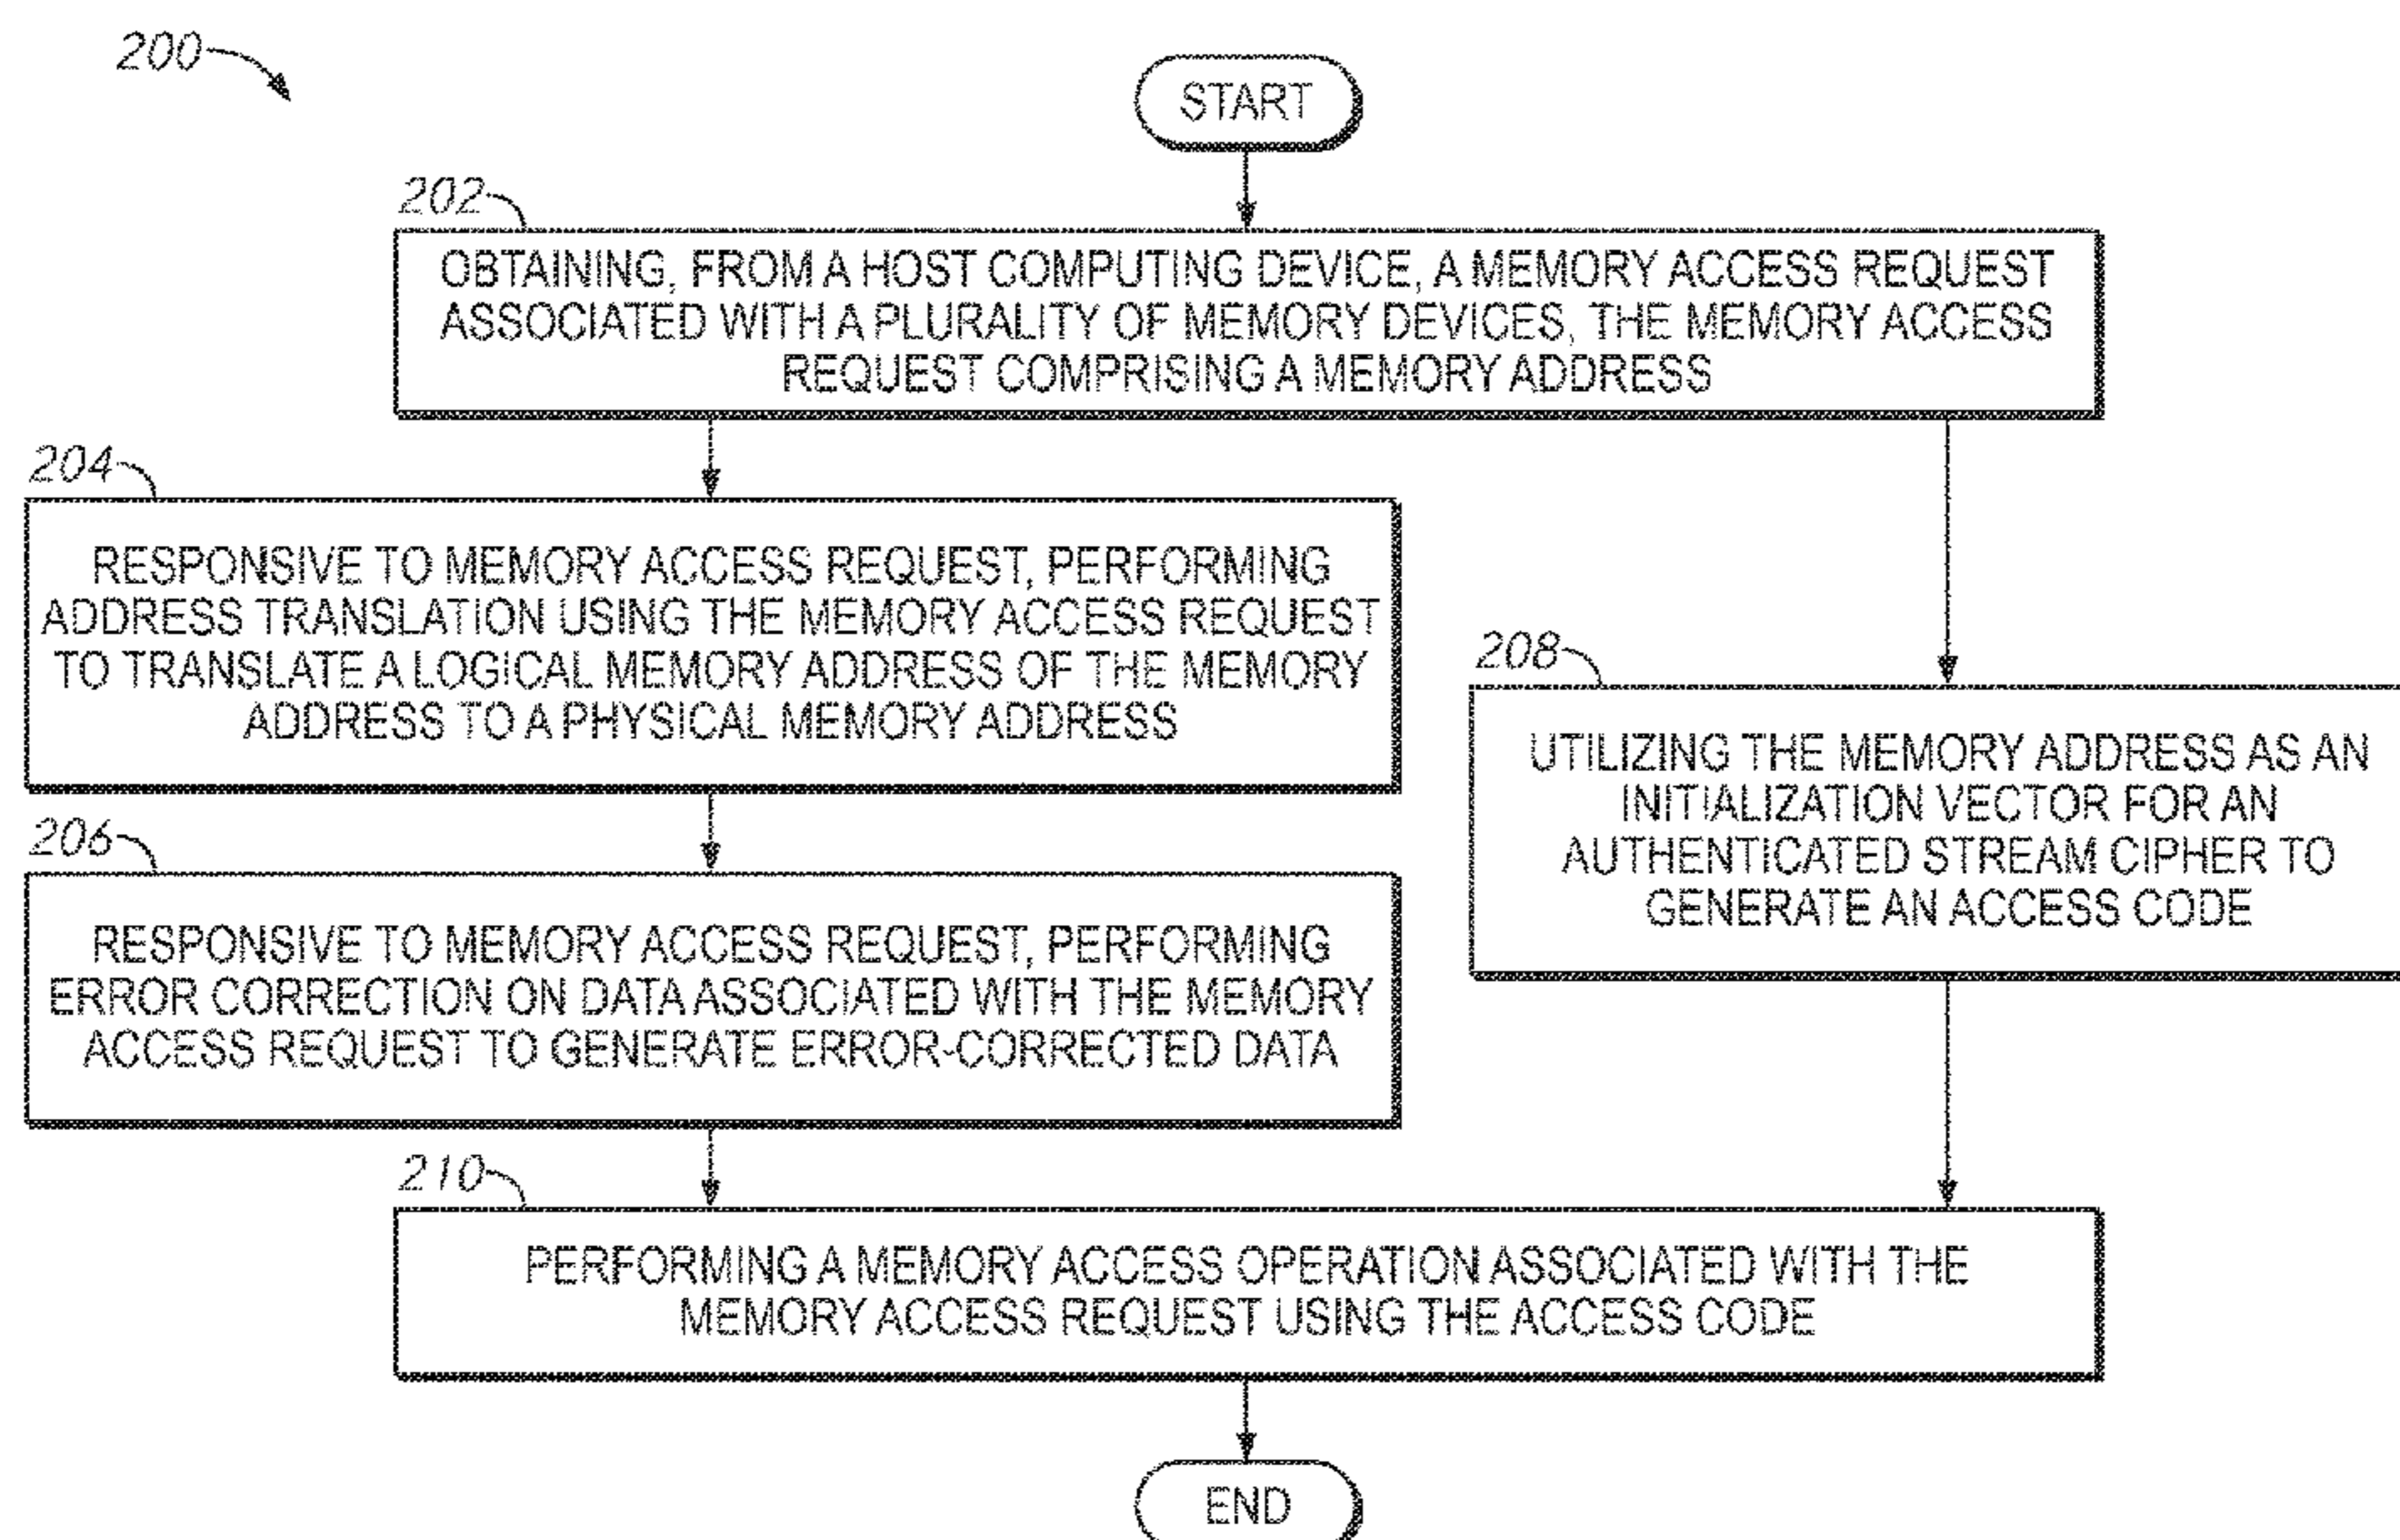 200
START
202
OBTAINING, FROM A HOST COMPUTING DEVICE, A MEMORY ACCESS REQUEST
ASSOCIATED WITH A PLURALITY OF MEMORY DEVICES, THE MEMORY ACCESS
REQUEST COMPRISING A MEMORY ADDRESS
204
RESPONSIVE TO MEMORY ACCESS REQUEST, PERFORMING
ADDRESS TRANSLATION USING THE MEMORY ACCESS REQUEST
TO TRANSLATE A LOGICAL MEMORY ADDRESS OF THE MEMORY
ADDRESS TO A PHYSICAL MEMORY ADDRESS
206
RESPONSIVE TO MEMORY ACCESS REQUEST, PERFORMING
ERROR CORRECTION ON DATA ASSOCIATED WITH THE MEMORY
ACCESS REQUEST TO GENERATE ERROR-CORRECTED DATA
208
UTILIZING THE MEMORY ADDRESS AS AN
INITIALIZATION VECTOR FOR AN
AUTHENTICATED STREAM CIPHER TO
GENERATE AN ACCESS CODE
210
PERFORMING A MEMORY ACCESS OPERATION ASSOCIATED WITH THE
MEMORY ACCESS REQUEST USING THE ACCESS CODE
END